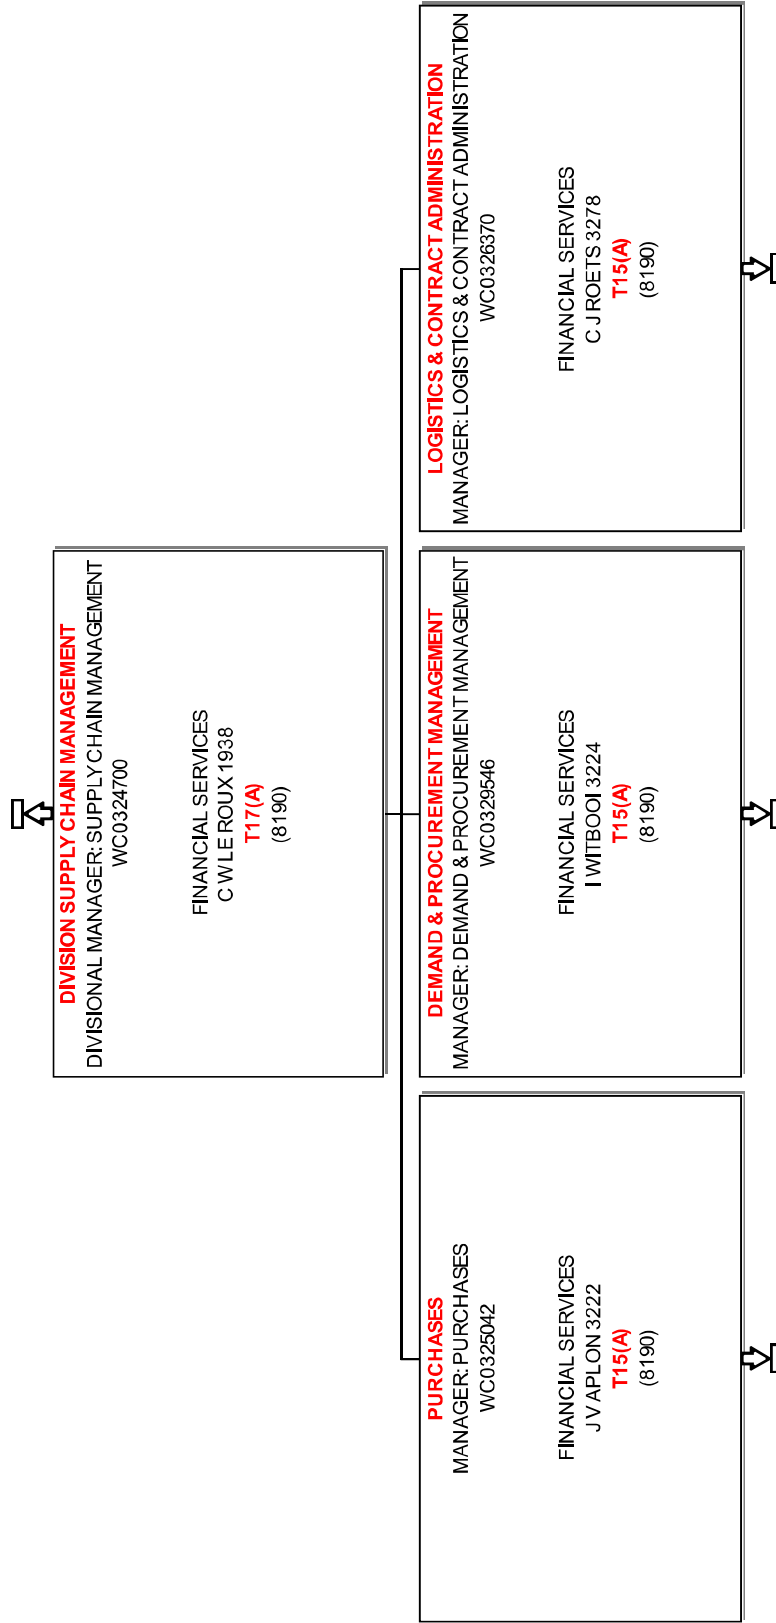 DIVISION SUPPLY CHAIN MANAGEMENT
DIVISIONAL MANAGER: SUPPLY CHAIN MANAGEMENT
WC0324700
FINANCIAL SERVICES
C W LE ROUX 1938
T17(A)
(8190)
PURCHASES
MANAGER: PURCHASES
WC0325042
FINANCIAL SERVICES
J V APLON 3222
T15(A)
(8190)
DEMAND & PROCUREMENT MANAGEMENT
MANAGER: DEMAND & PROCUREMENT MANAGEMENT
WC0329546
FINANCIAL SERVICES
I WITBOOI 3224
T15(A)
(8190)
LOGISTICS & CONTRACT ADMINISTRATION
MANAGER: LOGISTICS & CONTRACT ADMINISTRATION
WC0326370
FINANCIAL SERVICES
C J ROETS 3278
T15(A)
(8190)